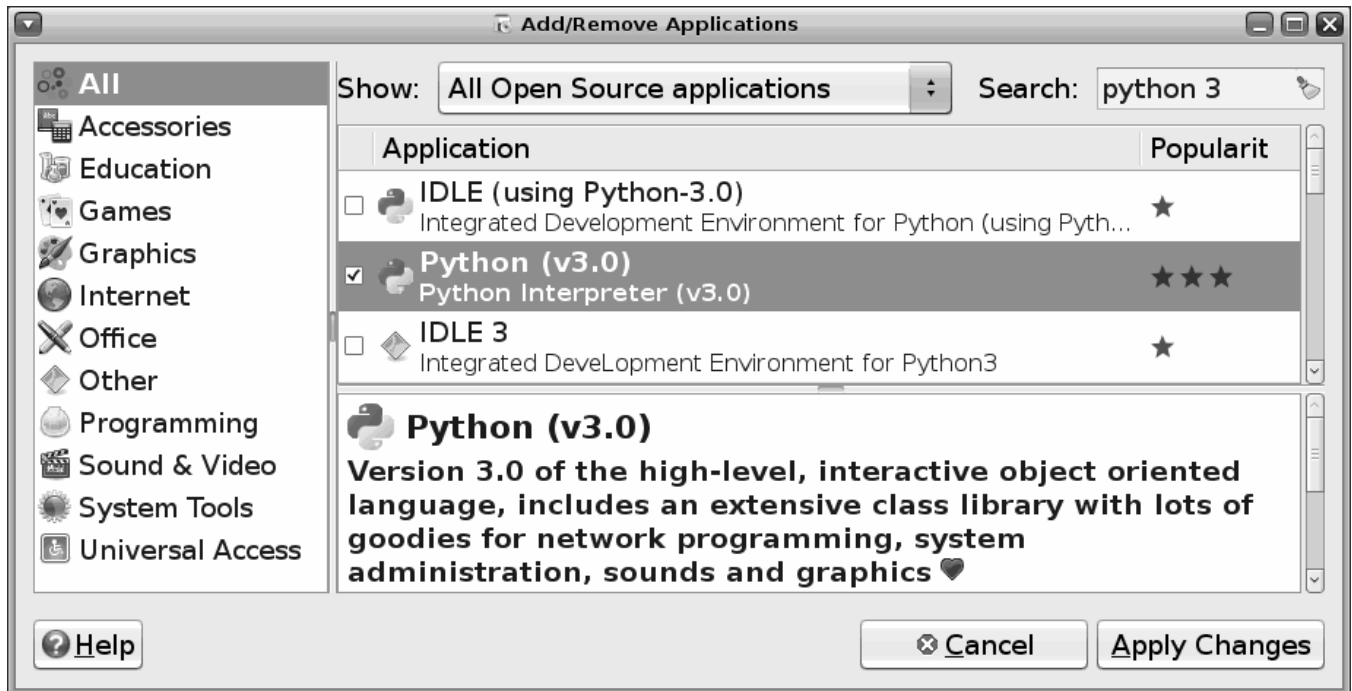 Add/Remove Applications
All
Accessories
Education
Games
Graphics
Internet
Office
Other
Programming
Sound & Video
System Tools
Universal Access
Show: All Open Source applications Search: python 3
Application Popularit
IDLE (using Python-3.0)
Integrated Development Environment for Python (using Pyth...
Python (v3.0)
Python Interpreter (v3.0)
IDLE 3
Integrated DeveLopment Environment for Python3
Python (v3.0)
Version 3.0 of the high-level, interactive object oriented
language, includes an extensive class library with lots of
goodies for network programming, system
administration, sounds and graphics
Help Cancel Apply Changes